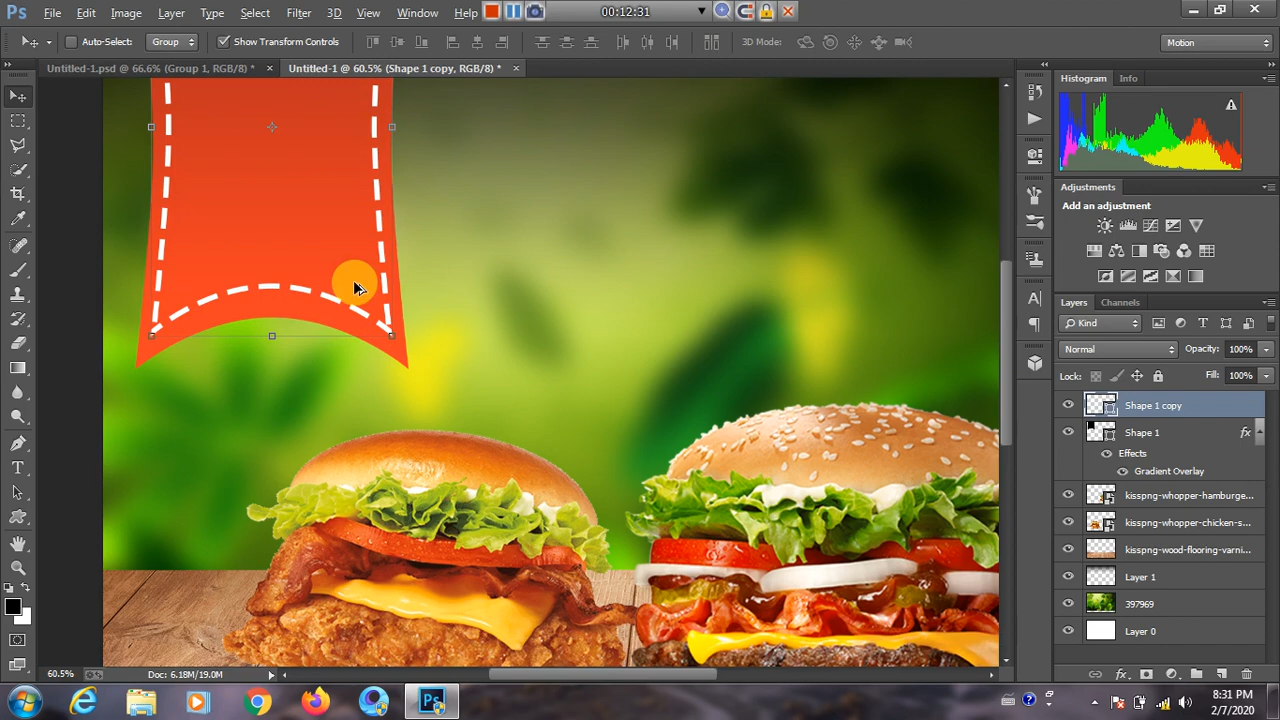 Ps File Edit Image Layer Type Select Filter 3D View Window Help 00:12:31
Auto-Select: Group Show Transform Controls 3D Mode: Motion
Untitled-1.psd @ 66.6% (Group 1, RGB/8) * × Untitled-1 @ 60.5% (Shape 1 copy, RGB/8) * ×
Histogram Info
Adjustments
Add an adjustment
Layers Channels
Kind
Normal Opacity: 100%
Lock: Fill: 100%
Shape 1 copy
Shape 1 fx
Effects
Gradient Overlay
kisspng-whopper-hamburge...
kisspng-whopper-chicken-s...
kisspng-wood-flooring-varni...
Layer 1
397969
Layer 0
60.5% Doc: 6.18M/19.0M
8:31 PM
2/7/2020